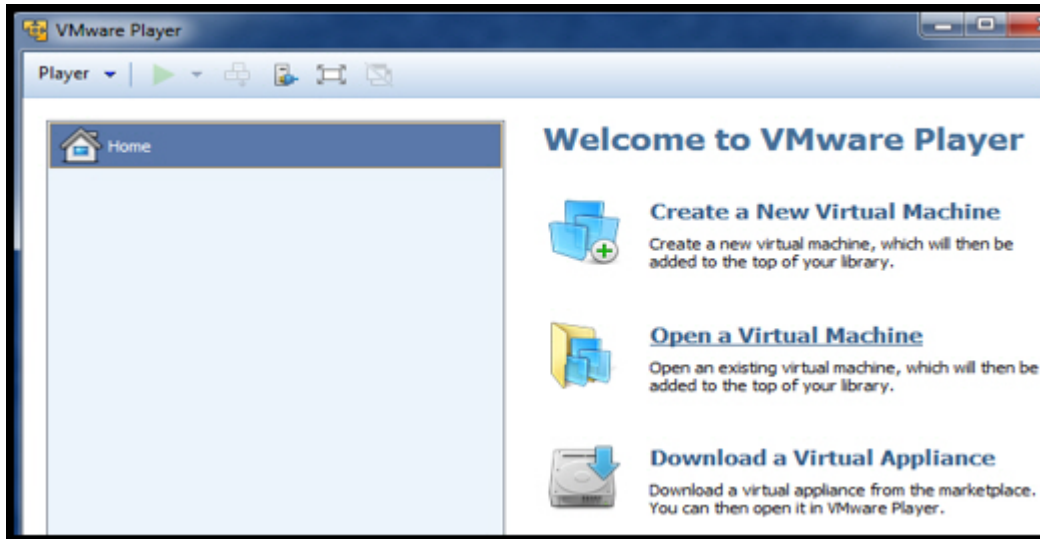 VMware Player
Player
Home
Welcome to VMware Player
Create a New Virtual Machine
Create a new virtual machine, which will then be
added to the top of your library.
Open a Virtual Machine
Open an existing virtual machine, which will then be
added to the top of your library.
Download a Virtual Appliance
Download a virtual appliance from the marketplace.
You can then open it in VMware Player.